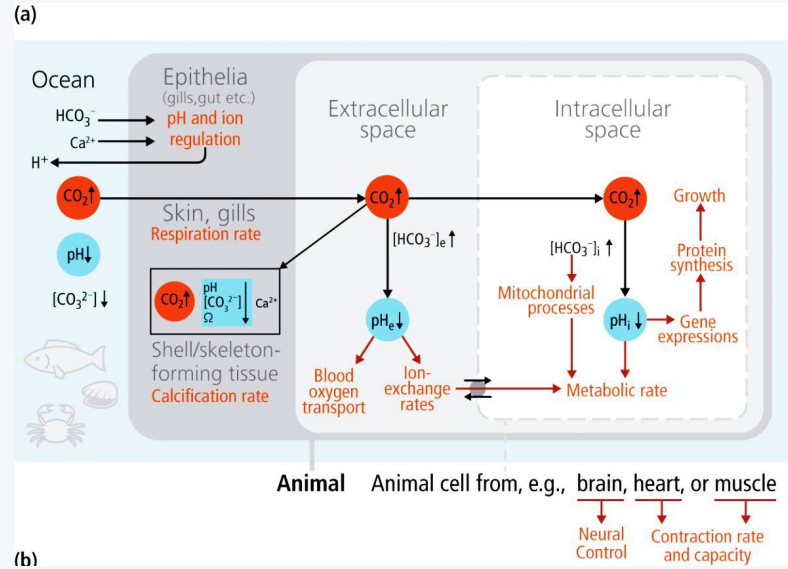 (a)
Ocean
HCO₃⁻
Ca²⁺
H⁺
CO₂↑
pH↓
[CO₃²⁻]↓
Epithelia
(gills,gut etc.)
pH and ion
regulation
Skin, gills
Respiration rate
CO₂↑
pH
[CO₃²⁻]
Ω
↓
Ca²⁺
Shell/skeleton-
forming tissue
Calcification rate
Extracellular
space
CO₂↑
[HCO₃⁻]e↑
pHe↓
Blood
oxygen
transport
Ion-
exchange
rates
Intracellular
space
CO₂↑
[HCO₃⁻]i↑
Mitochondrial
processes
pHi↓
Metabolic rate
Growth
Protein
synthesis
Gene
expressions
Animal
Animal cell from, e.g., brain, heart, or muscle
Neural
Control
Contraction rate
and capacity
(b)